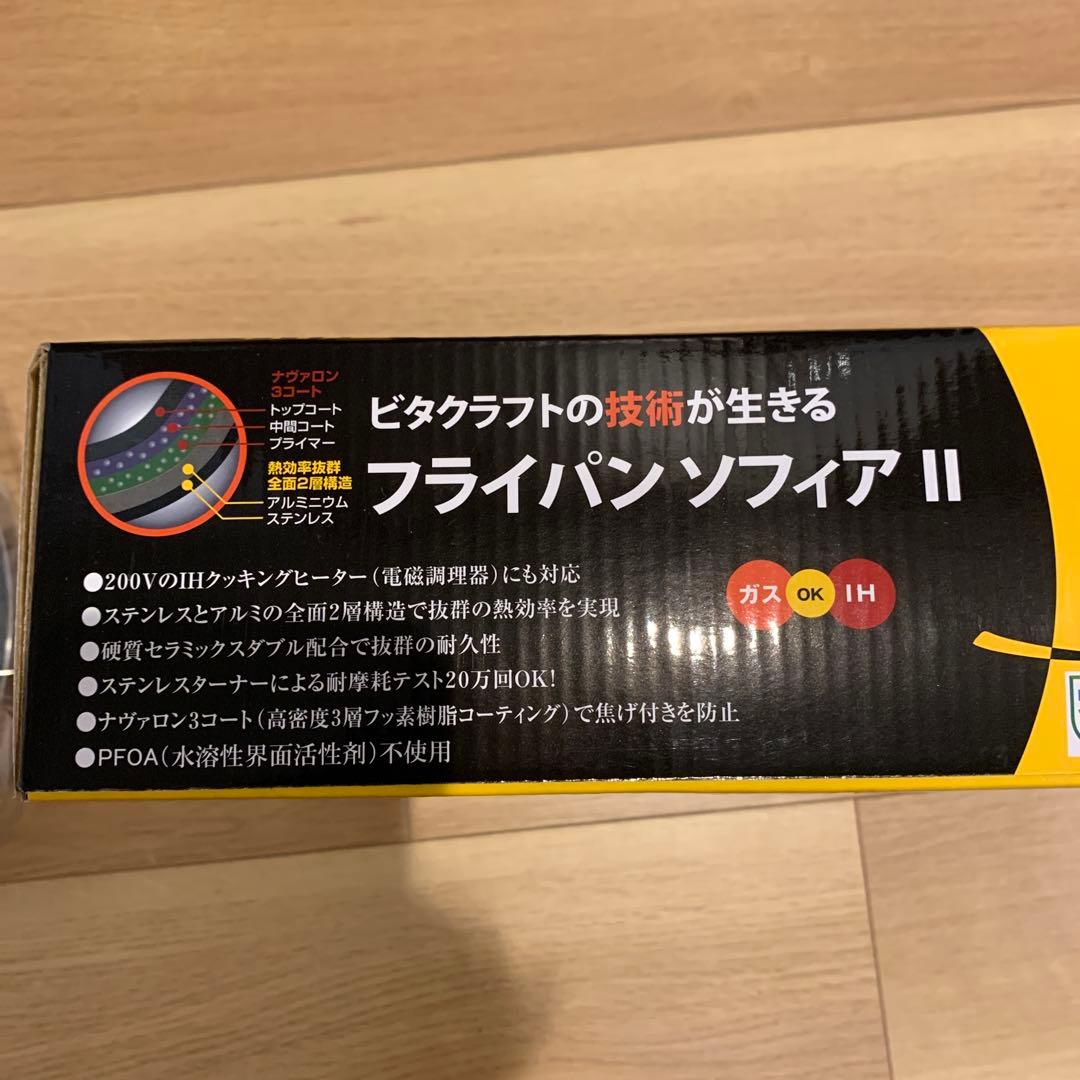 ナヴァロン
3コート
トップコート
中間コート
プライマー
熱効率抜群
全面2層構造
アルミニウム
ステンレス
ビタクラフトの技術が生きる
フライパン ソフィア II
●200VのIHクッキングヒーター(電磁調理器)にも対応
●ステンレスとアルミの全面2層構造で抜群の熱効率を実現
●硬質セラミックスダブル配合で抜群の耐久性
●ステンレスターナーによる耐摩耗テスト20万回OK!
●ナヴァロン3コート(高密度3層フッ素樹脂コーティング)で焦げ付きを防止
●PFOA(水溶性界面活性剤)不使用
ガス OK IH